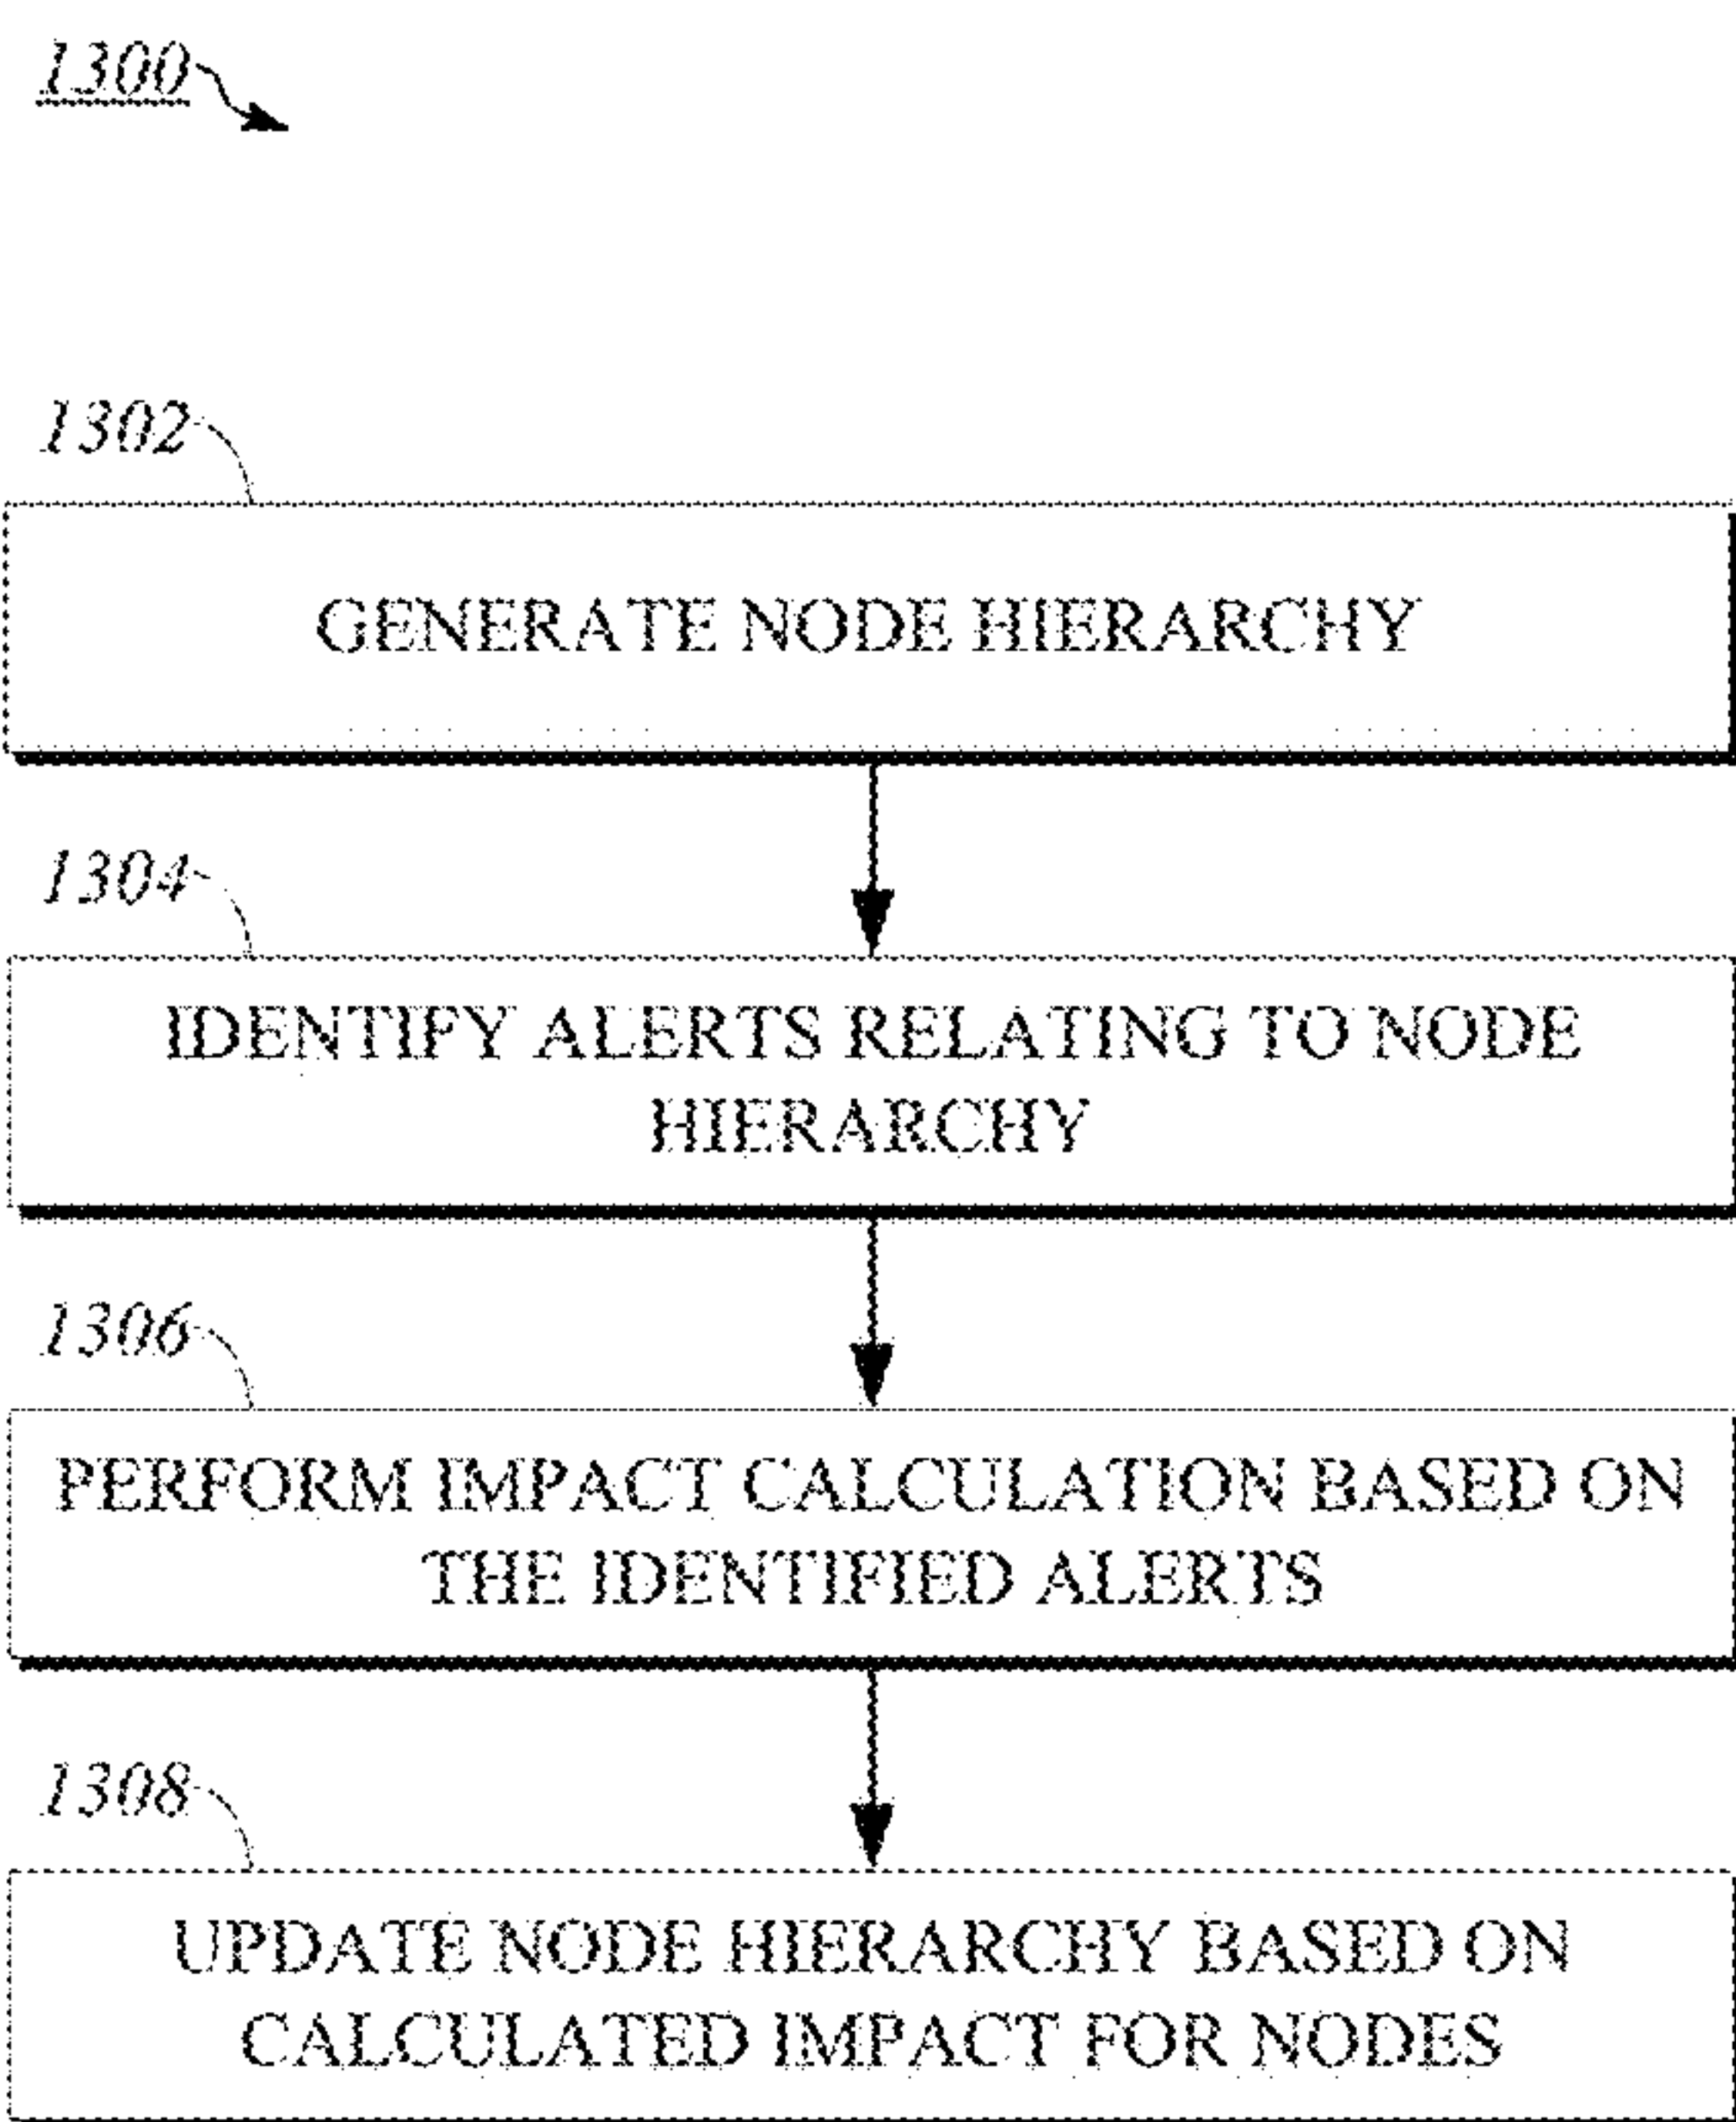 1300
1302
GENERATE NODE HIERARCHY
1304
IDENTIFY ALERTS RELATING TO NODE
HIERARCHY
1306
PERFORM IMPACT CALCULATION BASED ON
THE IDENTIFIED ALERTS
1308
UPDATE NODE HIERARCHY BASED ON
CALCULATED IMPACT FOR NODES